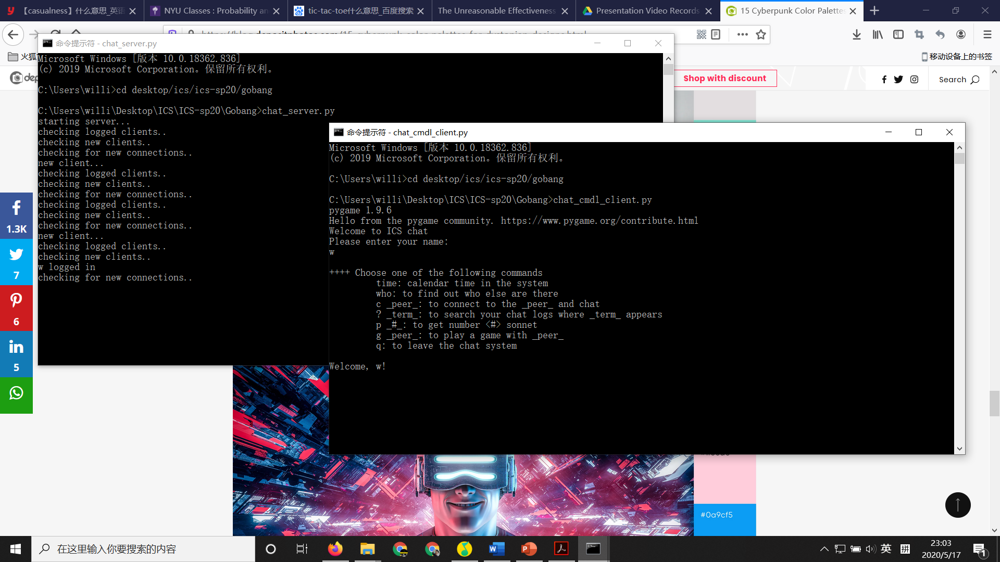 【casualness】什么意思_英语
NYU Classes : Probability an
tic-tac-toe什么意思_百度搜索
The Unreasonable Effectiveness
Presentation Video Records
15 Cyberpunk Color Palettes
火狐
移动设备上的书签
命令提示符 - chat_server.py
Microsoft Windows [版本 10.0.18362.836]
(c) 2019 Microsoft Corporation。保留所有权利。
C:\Users\willi>cd desktop/ics/ics-sp20/gobang
C:\Users\willi\Desktop\ICS\ICS-sp20\Gobang>chat_server.py
starting server...
checking logged clients..
checking new clients..
checking for new connections..
new client...
checking logged clients..
checking new clients..
checking for new connections..
checking logged clients..
checking new clients..
checking for new connections..
new client...
checking logged clients..
checking new clients..
w logged in
checking for new connections..
dep
Shop with discount
Search
命令提示符 - chat_cmdl_client.py
Microsoft Windows [版本 10.0.18362.836]
(c) 2019 Microsoft Corporation。保留所有权利。
C:\Users\willi>cd desktop/ics/ics-sp20/gobang
C:\Users\willi\Desktop\ICS\ICS-sp20\Gobang>chat_cmdl_client.py
pygame 1.9.6
Hello from the pygame community. https://www.pygame.org/contribute.html
Welcome to ICS chat
Please enter your name:
w
++++ Choose one of the following commands
time: calendar time in the system
who: to find out who else are there
c _peer_: to connect to the _peer_ and chat
? _term_: to search your chat logs where _term_ appears
p _#_: to get number <#> sonnet
g _peer_: to play a game with _peer_
q: to leave the chat system
Welcome, w!
1.3K
7
6
5
#0a9cf5
在这里输入你要搜索的内容
英
拼
23:03
2020/5/17
1